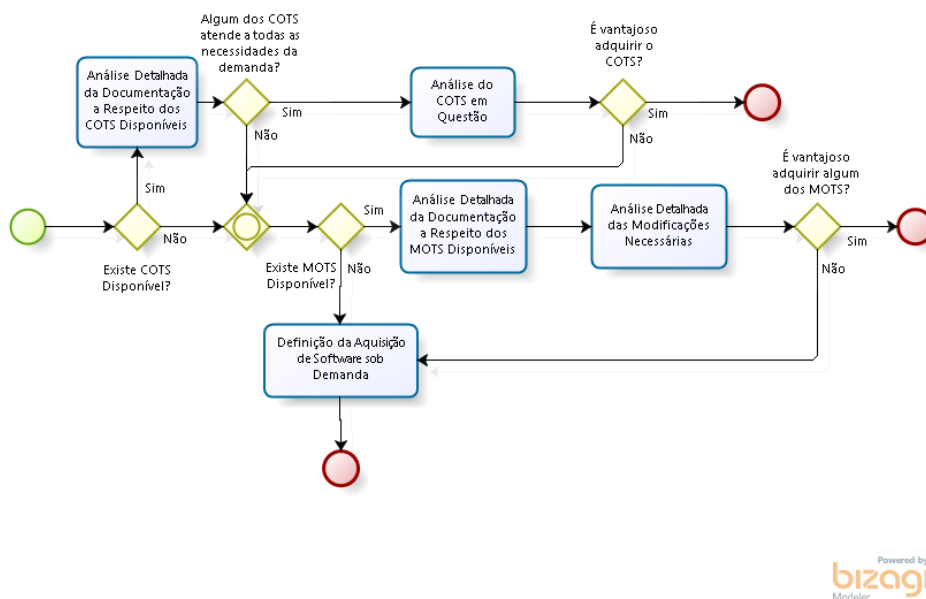 Algum dos COTS
atende a todas as
necessidades da
demanda?
É vantajoso
adquirir o
COTS?
Análise Detalhada
da Documentação
a Respeito dos
COTS Disponíveis
Sim
Não
Análise do
COTS em
Questão
Sim
Não
Sim
Não
Existe COTS
Disponível?
Existe MOTS
Disponível?
Sim
Não
Análise Detalhada
da Documentação
a Respeito dos
MOTS Disponíveis
Análise Detalhada
das Modificações
Necessárias
É vantajoso
adquirir algum
dos MOTS?
Sim
Não
Definição da Aquisição
de Software sob
Demanda
Powered by
bizagi
Modeler